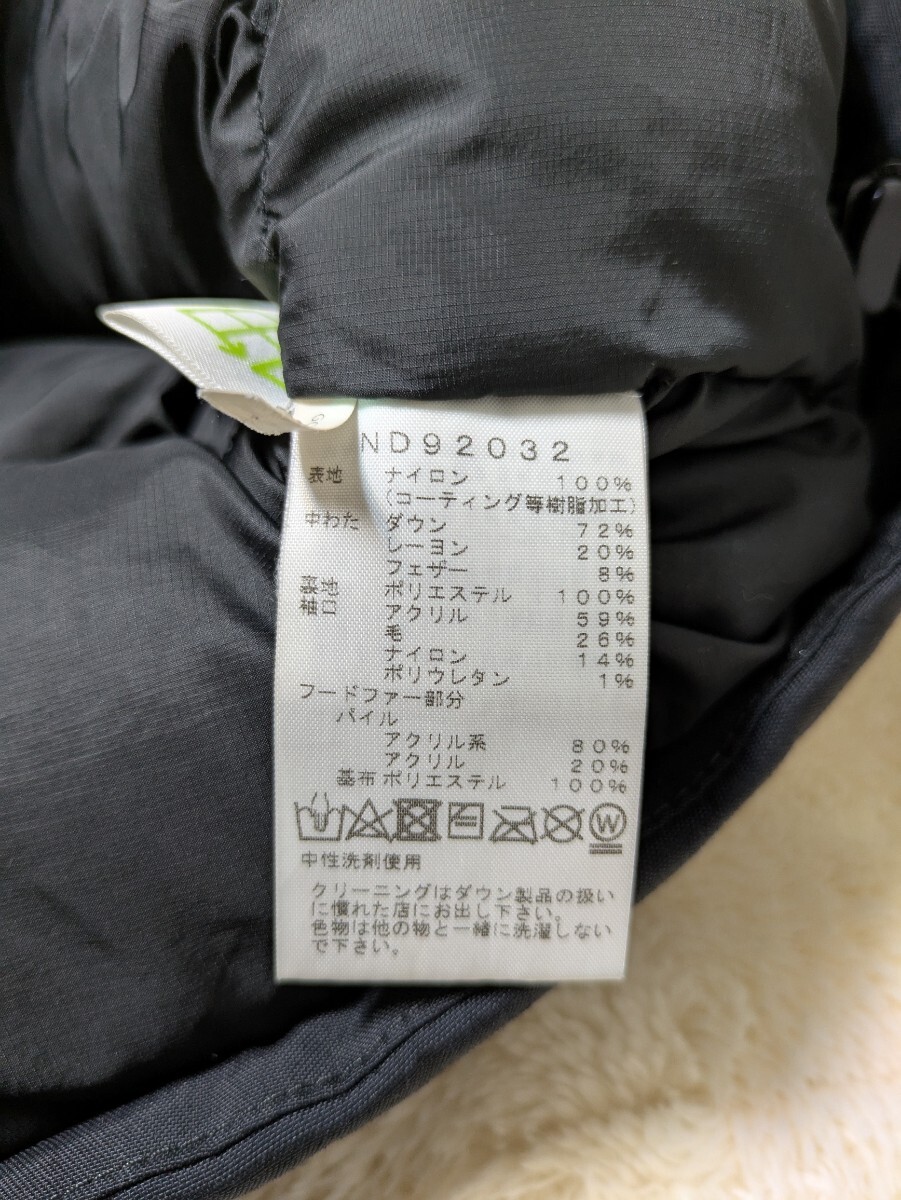 ND92032
表地 ナイロン 100%
(コーティング等樹脂加工)
中わた ダウン 72%
レーヨン 20%
フェザー 8%
裏地 ポリエステル 100%
袖口 アクリル 59%
毛 26%
ナイロン 14%
ポリウレタン 1%
フードファー部分
パイル
アクリル系 80%
アクリル 20%
基布 ポリエステル 100%
W
中性洗剤使用
クリーニングはダウン製品の扱い
に慣れた店にお出し下さい。
色物は他の物と一緒に洗濯しない
で下さい。